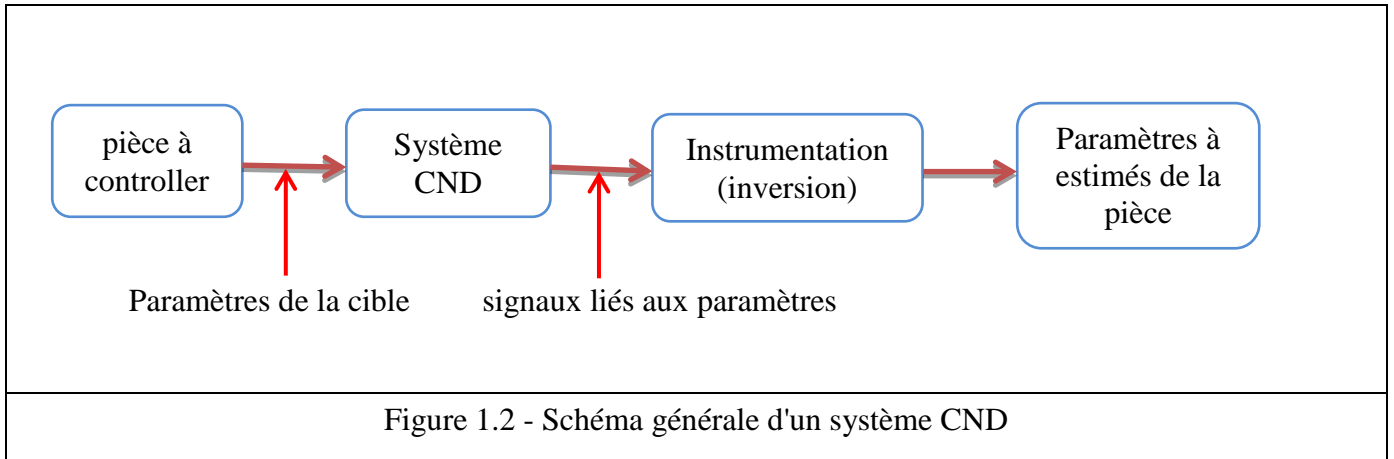 pièce à
controller
Système
CND
Instrumentation
(inversion)
Paramètres à
estimés de la
pièce
Paramètres de la cible
signaux liés aux paramètres
Figure 1.2 - Schéma générale d'un système CND